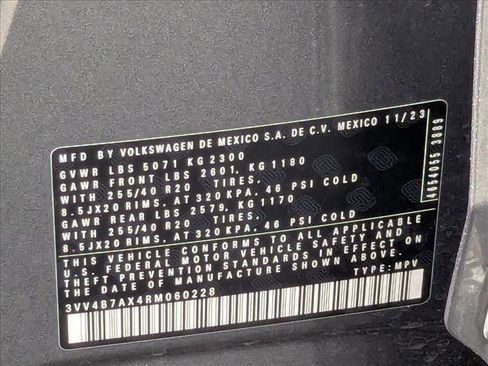 MFD BY VOLKSWAGEN DE MEXICO S.A. DE C.V. MEXICO 11/23
GVWR LBS 5071 KG 2300
GAWR FRONT LBS 2601, KG 1180
WITH 255/40 R20 TIRES.
8.5JX20 RIMS, AT 320 KPA, 46 PSI COLD
GAWR REAR LBS 2579, KG 1170
WITH 255/40 R20 TIRES.
8.5JX20 RIMS, AT 320 KPA, 46 PSI COLD
THIS VEHICLE CONFORMS TO ALL APPLICABLE
U.S. FEDERAL MOTOR VEHICLE SAFETY AND
THEFT PREVENTION STANDARDS IN EFFECT ON
THE DATE OF MANUFACTURE SHOWN ABOVE.
3VV4B7AX4RM060228 TYPE: MPV